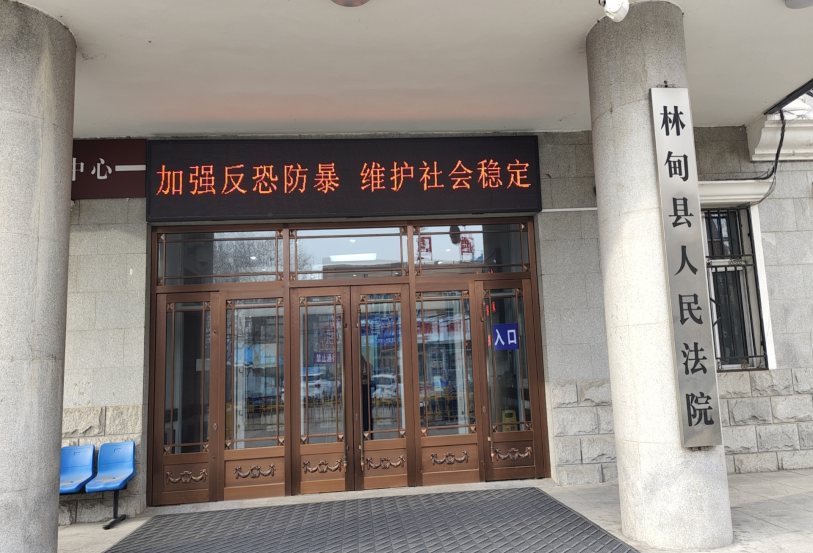 中心
加强反恐防暴 维护社会稳定
入口
林甸县人民法院